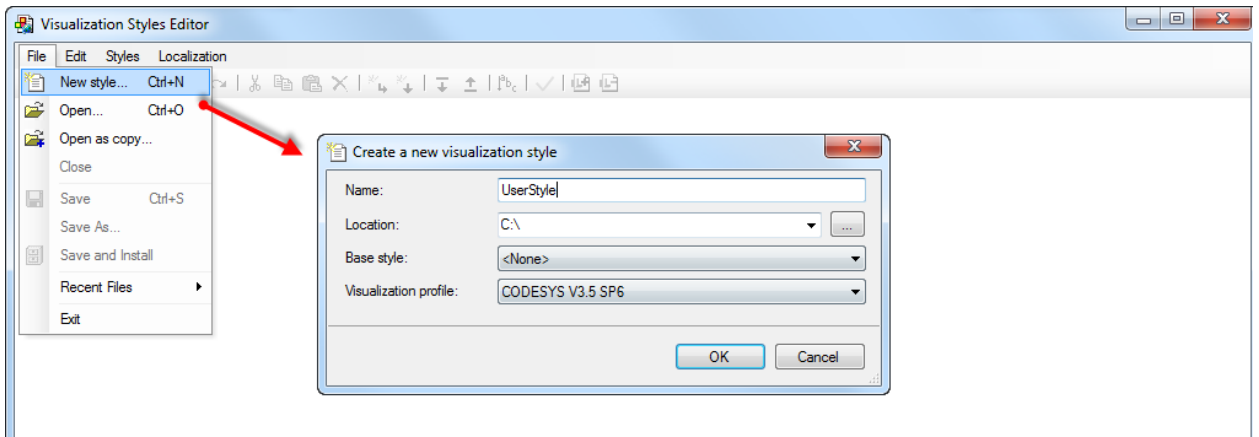 Visualization Styles Editor
File Edit Styles Localization
New style... Ctrl+N
Open... Ctrl+O
Open as copy...
Close
Save Ctrl+S
Save As...
Save and Install
Recent Files
Exit
Create a new visualization style
Name: UserStyle
Location: C:\ ...
Base style: <None>
Visualization profile: CODESYS V3.5 SP6
OK Cancel